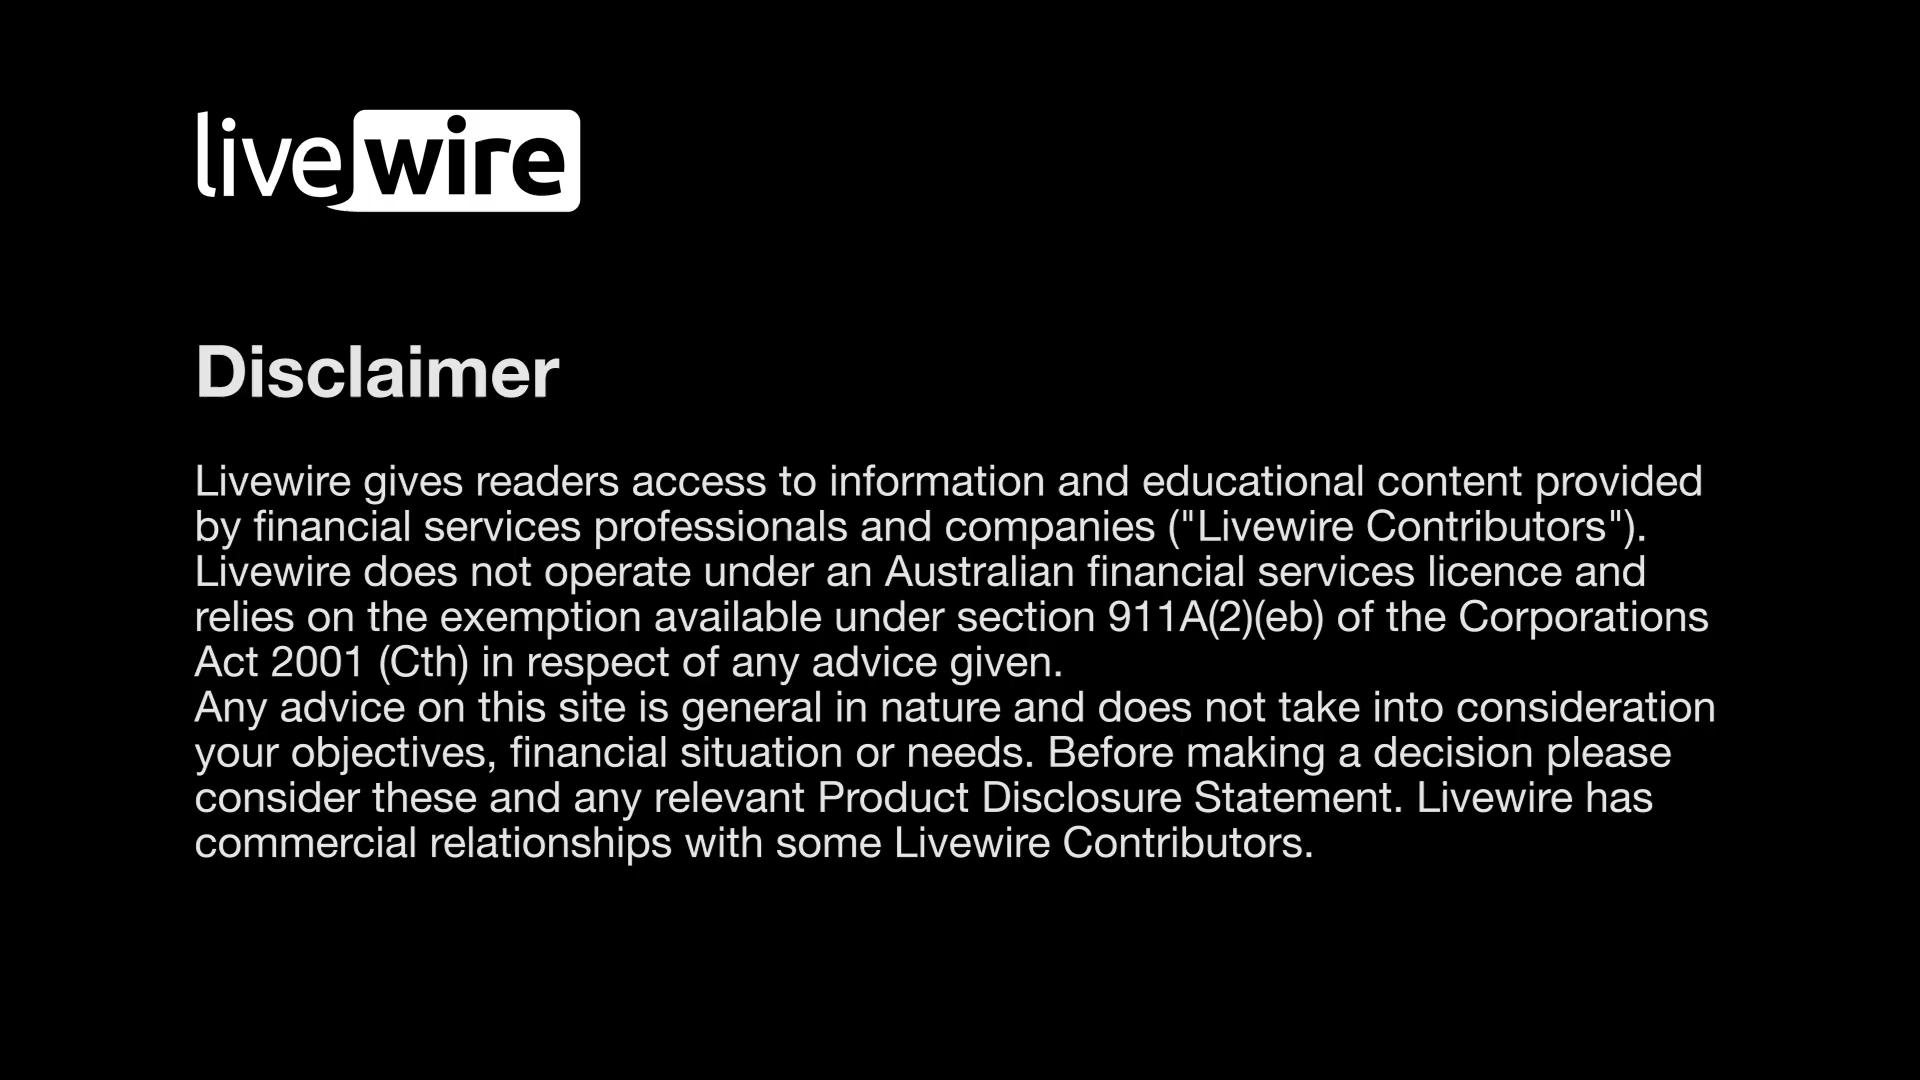 livewire
Disclaimer
Livewire gives readers access to information and educational content provided
by financial services professionals and companies ("Livewire Contributors").
Livewire does not operate under an Australian financial services licence and
relies on the exemption available under section 911A(2)(eb) of the Corporations
Act 2001 (Cth) in respect of any advice given.
Any advice on this site is general in nature and does not take into consideration
your objectives, financial situation or needs. Before making a decision please
consider these and any relevant Product Disclosure Statement. Livewire has
commercial relationships with some Livewire Contributors.